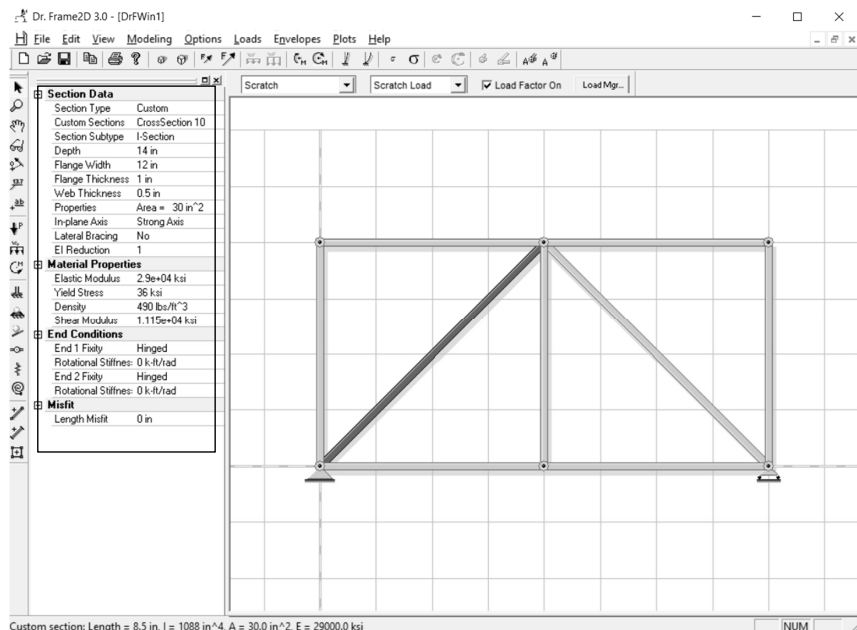 Dr. Frame2D 3.0 - [DrFWin1]
File Edit View Modeling Options Loads Envelopes Plots Help
Scratch Scratch Load Load Factor On Load Mgr...
Section Data
Section Type Custom
Custom Sections CrossSection 10
Section Subtype I-Section
Depth 14 in
Flange Width 12 in
Flange Thickness 1 in
Web Thickness 0.5 in
Properties Area = 30 in^2
In-plane Axis Strong Axis
Lateral Bracing No
EI Reduction 1
Material Properties
Elastic Modulus 2.9e+04 ksi
Yield Stress 36 ksi
Density 490 lbs/ft^3
Shear Modulus 1.115e+04 ksi
End Conditions
End 1 Fixity Hinged
Rotational Stiffnes: 0 k-ft/rad
End 2 Fixity Hinged
Rotational Stiffnes: 0 k-ft/rad
Misfit
Length Misfit 0 in
Custom section: Length = 8.5 in, I = 1088 in^4, A = 30.0 in^2, E = 29000.0 ksi
NUM